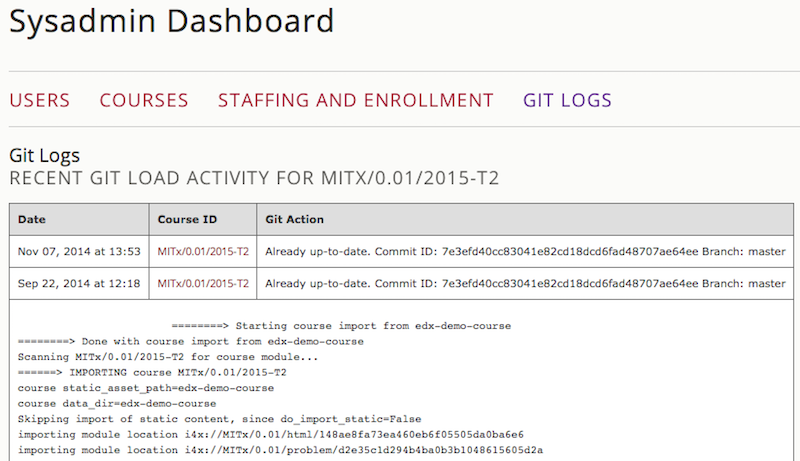 Sysadmin Dashboard
USERS COURSES STAFFING AND ENROLLMENT GIT LOGS
Git Logs
RECENT GIT LOAD ACTIVITY FOR MITX/0.01/2015-T2
Date Course ID Git Action
Nov 07, 2014 at 13:53 MITx/0.01/2015-T2 Already up-to-date. Commit ID: 7e3efd40cc83041e82cd18dcd6fad48707ae64ee Branch: master
Sep 22, 2014 at 12:18 MITx/0.01/2015-T2 Already up-to-date. Commit ID: 7e3efd40cc83041e82cd18dcd6fad48707ae64ee Branch: master
========> Starting course import from edx-demo-course
========> Done with course import from edx-demo-course
Scanning MITx/0.01/2015-T2 for course module...
======> IMPORTING course MITx/0.01/2015-T2
course static_asset_path=edx-demo-course
course data_dir=edx-demo-course
Skipping import of static content, since do_import_static=False
importing module location i4x://MITx/0.01/html/148ae8fa73ea460eb6f05505da0ba6e6
importing module location i4x://MITx/0.01/problem/d2e35c1d294b4ba0b3b1048615605d2a